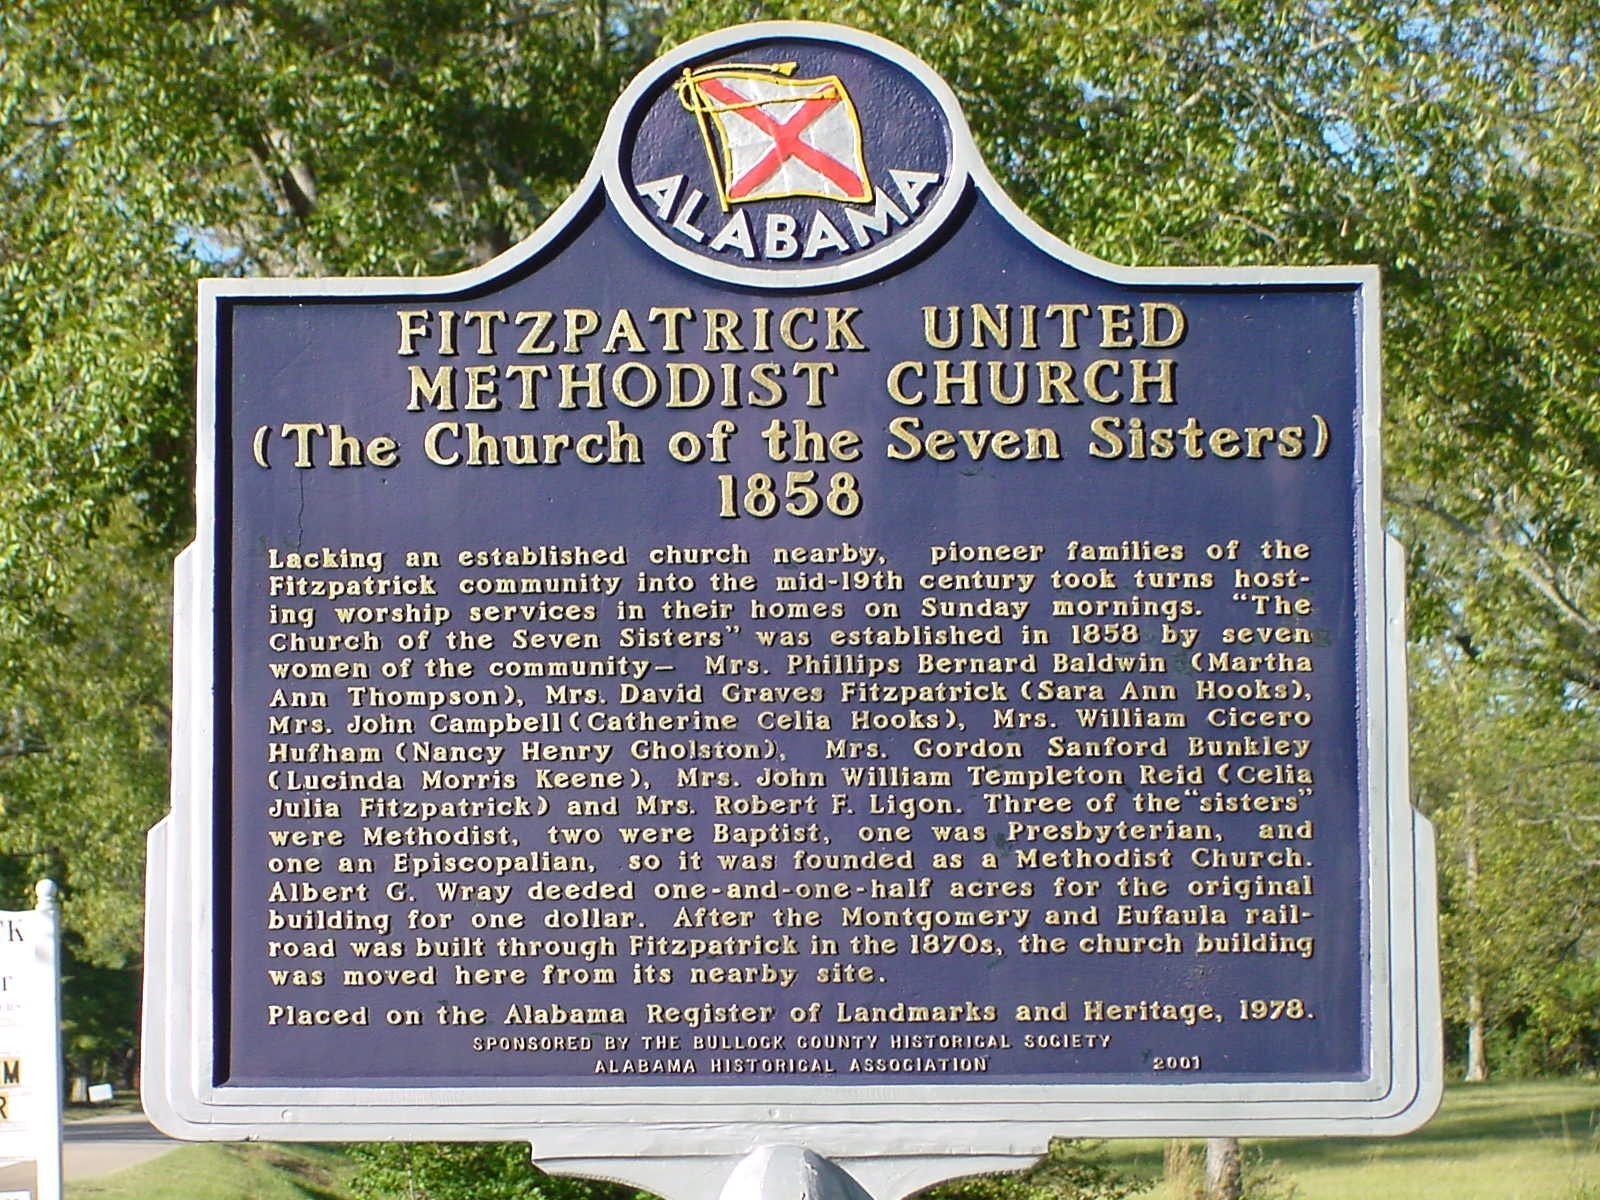 ALABAMA
FITZPATRICK UNITED
METHODIST CHURCH
(The Church of the Seven Sisters)
1858
Lacking an established church nearby, pioneer families of the
Fitzpatrick community into the mid-19th century took turns host-
ing worship services in their homes on Sunday mornings. "The
Church of the Seven Sisters" was established in 1858 by seven
women of the community— Mrs. Phillips Bernard Baldwin (Martha
Ann Thompson), Mrs. David Graves Fitzpatrick (Sara Ann Hooks),
Mrs. John Campbell (Catherine Celia Hooks), Mrs. William Cicero
Hufham (Nancy Henry Gholston), Mrs. Gordon Sanford Bunkley
(Lucinda Morris Keene), Mrs. John William Templeton Reid (Celia
Julia Fitzpatrick) and Mrs. Robert F. Ligon. Three of the "sisters"
were Methodist, two were Baptist, one was Presbyterian, and
one an Episcopalian, so it was founded as a Methodist Church.
Albert G. Wray deeded one-and-one-half acres for the original
building for one dollar. After the Montgomery and Eufaula rail-
road was built through Fitzpatrick in the 1870s, the church building
was moved here from its nearby site.
Placed on the Alabama Register of Landmarks and Heritage, 1978.
SPONSORED BY THE BULLOCK COUNTY HISTORICAL SOCIETY
ALABAMA HISTORICAL ASSOCIATION 2001